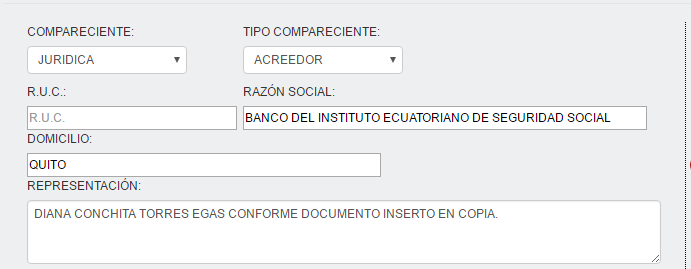 COMPARECIENTE: TIPO COMPARECIENTE:
JURIDICA ACREEDOR
R.U.C.: RAZÓN SOCIAL:
R.U.C. BANCO DEL INSTITUTO ECUATORIANO DE SEGURIDAD SOCIAL
DOMICILIO:
QUITO
REPRESENTACIÓN:
DIANA CONCHITA TORRES EGAS CONFORME DOCUMENTO INSERTO EN COPIA.